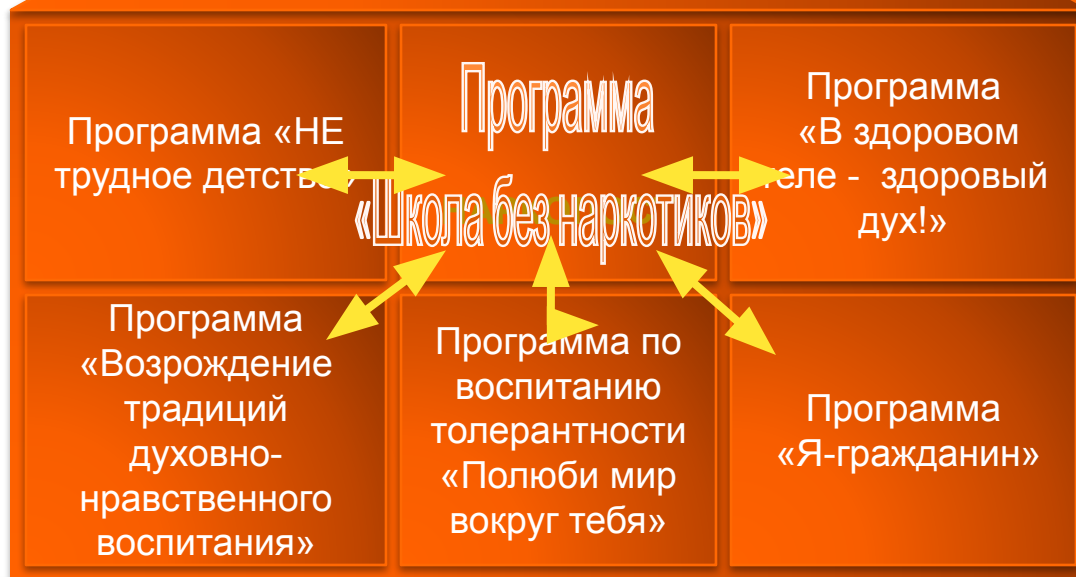 Программа «НЕ
трудное детство»
Программа
«Школа без наркотиков»
Программа
«В здоровом
теле - здоровый
дух!»
Программа
«Возрождение
традиций
духовно-
нравственного
воспитания»
Программа по
воспитанию
толерантности
«Полюби мир
вокруг тебя»
Программа
«Я-гражданин»